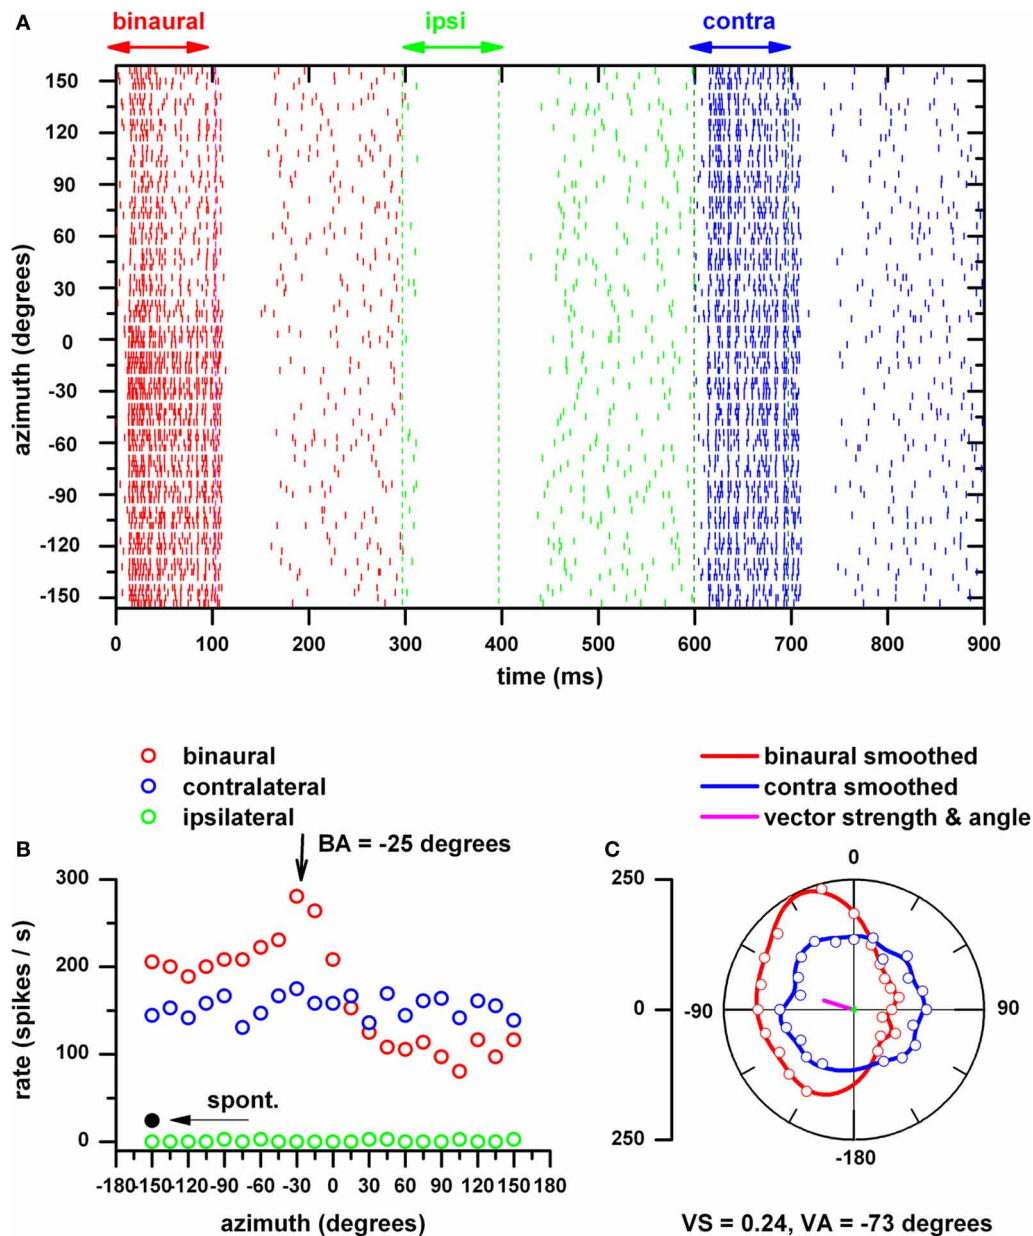 A
binaural ipsi contra
azimuth (degrees)
150
120
90
60
30
0
-30
-60
-90
-120
-150
0 100 200 300 400 500 600 700 800 900
time (ms)
binaural
contralateral
ipsilateral
binaural smoothed
contra smoothed
vector strength & angle
B
BA = -25 degrees
rate (spikes / s)
300
200
100
0
spont.
-180 -150 -120 -90 -60 -30 0 30 60 90 120 150 180
azimuth (degrees)
C
250
0
250
0
-90
90
-180
VS = 0.24, VA = -73 degrees